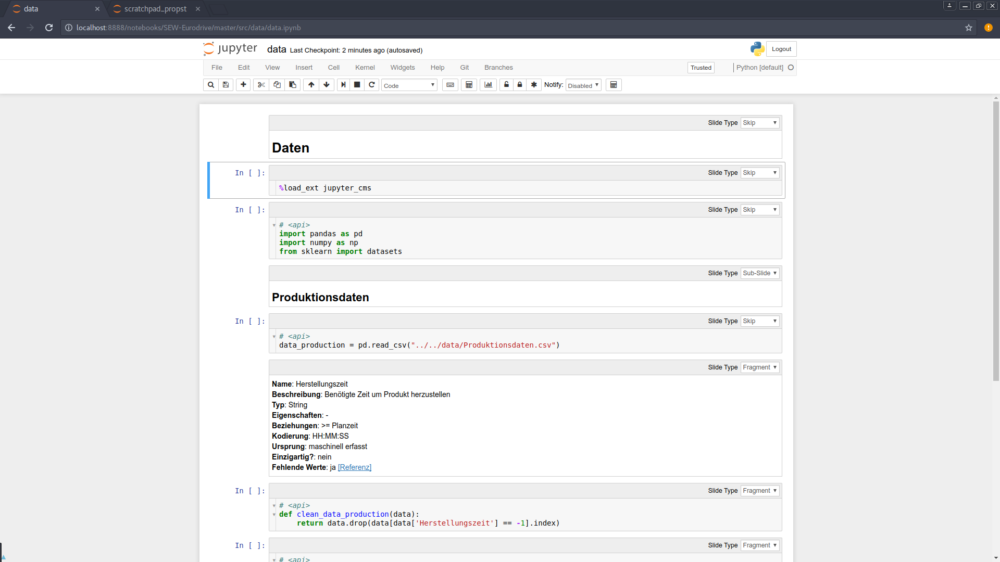 data
scratchpad_propst
localhost:8888/notebooks/SEW-Eurodrive/master/src/data/data.ipynb
jupyter data Last Checkpoint: 2 minutes ago (autosaved) Logout
File Edit View Insert Cell Kernel Widgets Help Git Branches Trusted Python [default]
Code Notify: Disabled
Slide Type Skip
Daten
In [ ]: Slide Type Skip
%load_ext jupyter_cms
In [ ]: Slide Type Skip
# <api>
import pandas as pd
import numpy as np
from sklearn import datasets
Slide Type Sub-Slide
Produktionsdaten
In [ ]: Slide Type Skip
# <api>
data_production = pd.read_csv("../../data/Produktionsdaten.csv")
Slide Type Fragment
Name: Herstellungszeit
Beschreibung: Benötigte Zeit um Produkt herzustellen
Typ: String
Eigenschaften: -
Beziehungen: >= Planzeit
Kodierung: HH:MM:SS
Ursprung: maschinell erfasst
Einzigartig?: nein
Fehlende Werte: ja [Referenz]
In [ ]: Slide Type Fragment
# <api>
def clean_data_production(data):
    return data.drop(data[data['Herstellungszeit'] == -1].index)
In [ ]: Slide Type Fragment
# <api>